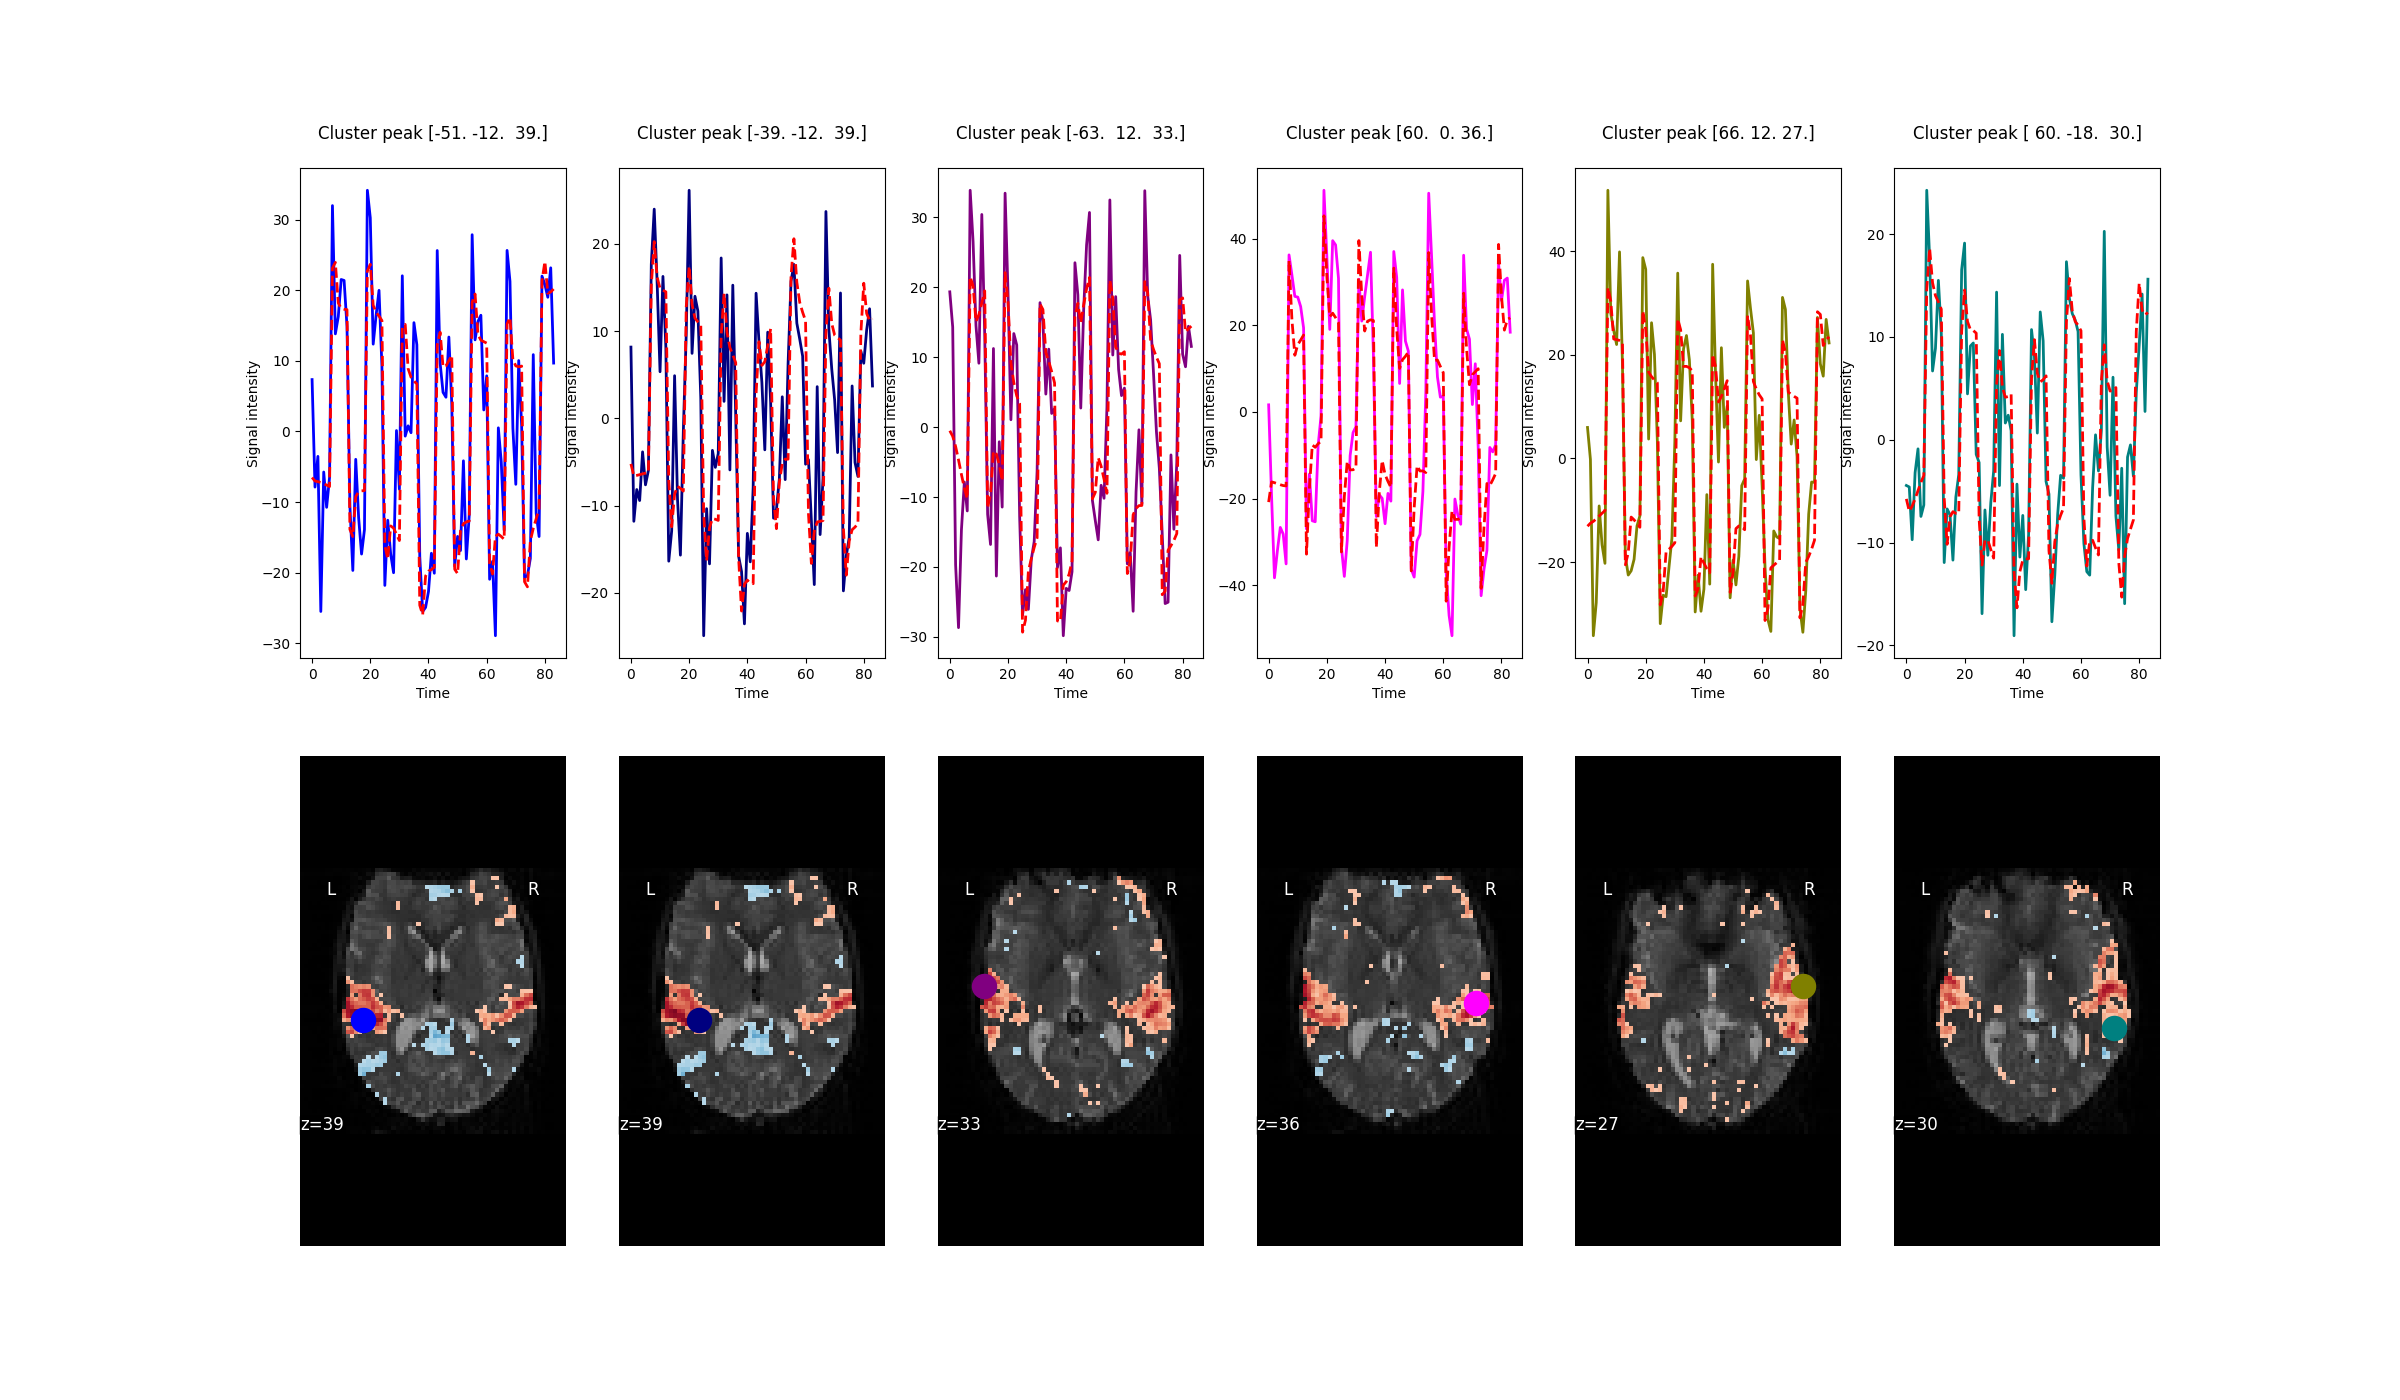 Cluster peak [-51. -12.  39.]
Cluster peak [-39. -12.  39.]
Cluster peak [-63.  12.  33.]
Cluster peak [60.  0. 36.]
Cluster peak [66. 12. 27.]
Cluster peak [ 60. -18.  30.]
Signal intensity
30
20
10
0
−10
−20
−30
0 20 40 60 80
Time
Signal intensity
20
10
0
−10
−20
0 20 40 60 80
Time
Signal intensity
30
20
10
0
−10
−20
−30
0 20 40 60 80
Time
Signal intensity
40
20
0
−20
−40
0 20 40 60 80
Time
Signal intensity
40
20
0
−20
0 20 40 60 80
Time
Signal intensity
20
10
0
−10
−20
0 20 40 60 80
Time
L R
z=39
L R
z=39
L R
z=33
L R
z=36
L R
z=27
L R
z=30